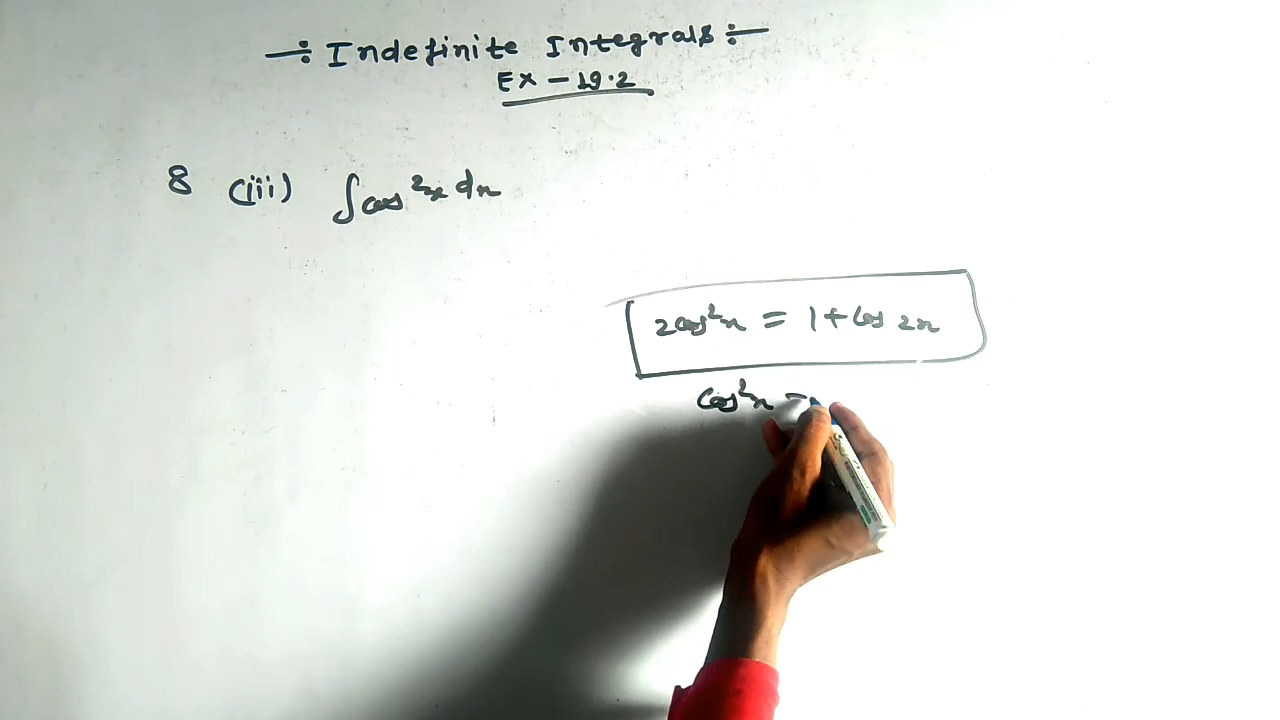 ÷ Indefinite Integrals ÷
EX - 19.2
8 (iii) ∫cos²x dx
2cos²x = 1 + cos 2x
cos²x =